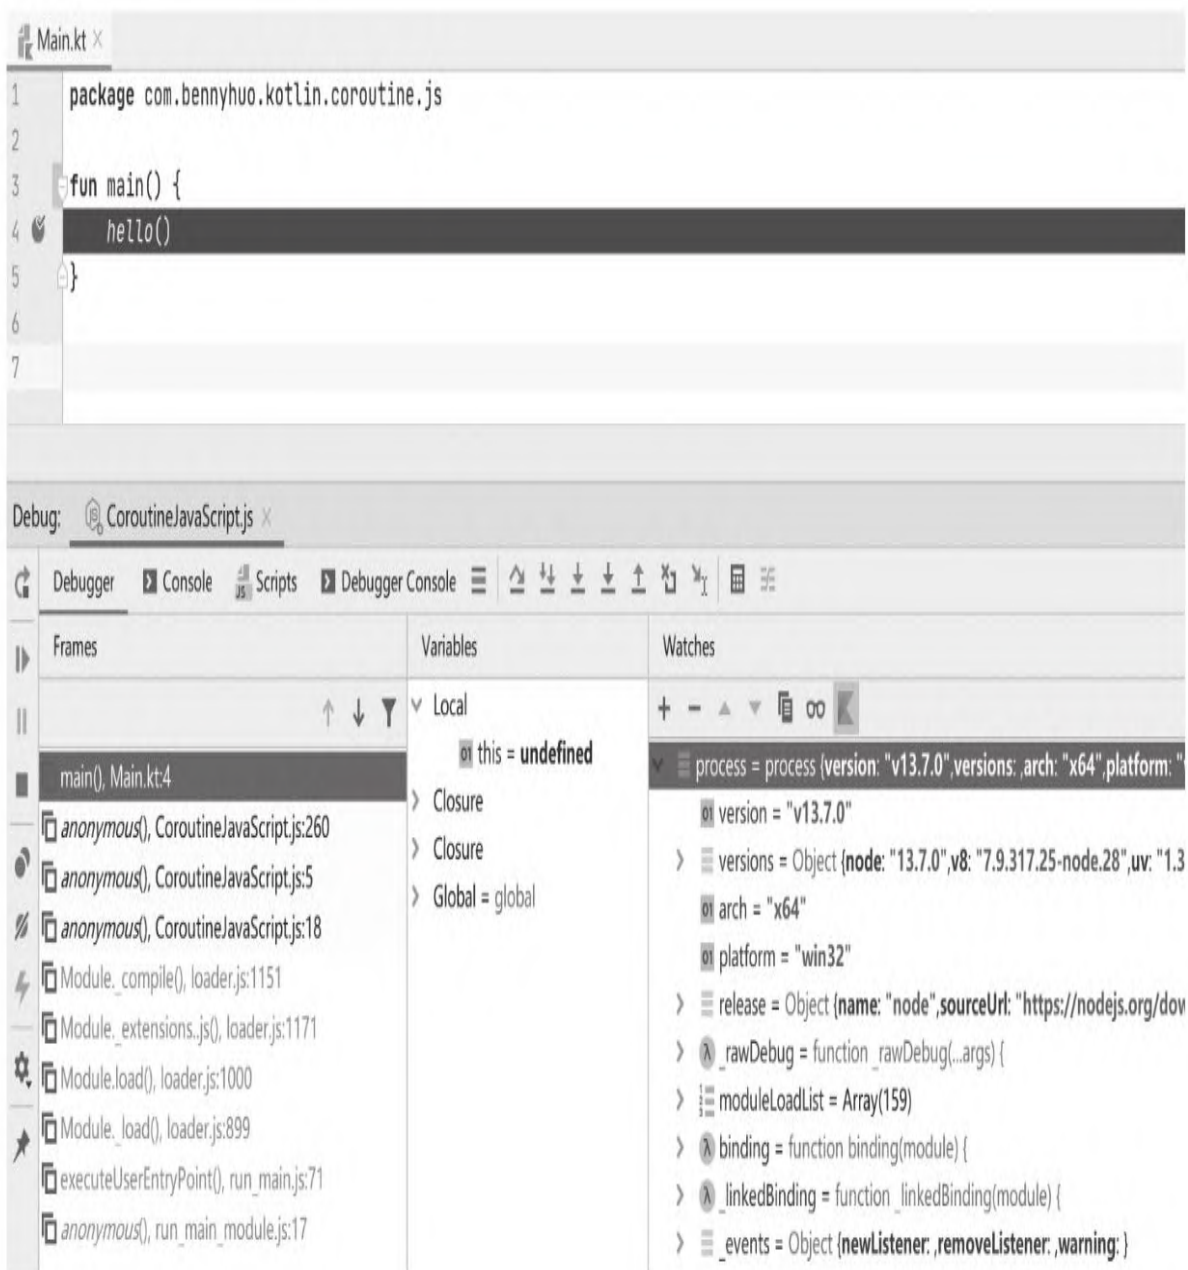 Main.kt
1 package com.bennyhuo.kotlin.coroutine.js
2
3 fun main() {
4 hello()
5 }
6
7
Debug: CoroutineJavaScript.js
Debugger Console Scripts Debugger Console
Frames
main(), Main.kt:4
anonymous(), CoroutineJavaScript.js:260
anonymous(), CoroutineJavaScript.js:5
anonymous(), CoroutineJavaScript.js:18
Module._compile(), loader.js:1151
Module._extensions..js(), loader.js:1171
Module.load(), loader.js:1000
Module._load(), loader.js:899
executeUserEntryPoint(), run_main.js:71
anonymous(), run_main_module.js:17
Variables
Local
this = undefined
Closure
Closure
Global = global
Watches
process = process {version: "v13.7.0",versions: ,arch: "x64",platform: "
version = "v13.7.0"
versions = Object {node: "13.7.0",v8: "7.9.317.25-node.28",uv: "1.3
arch = "x64"
platform = "win32"
release = Object {name: "node",sourceUrl: "https://nodejs.org/dow
_rawDebug = function _rawDebug(...args) {
moduleLoadList = Array(159)
binding = function binding(module) {
_linkedBinding = function _linkedBinding(module) {
_events = Object {newListener: ,removeListener: ,warning: }